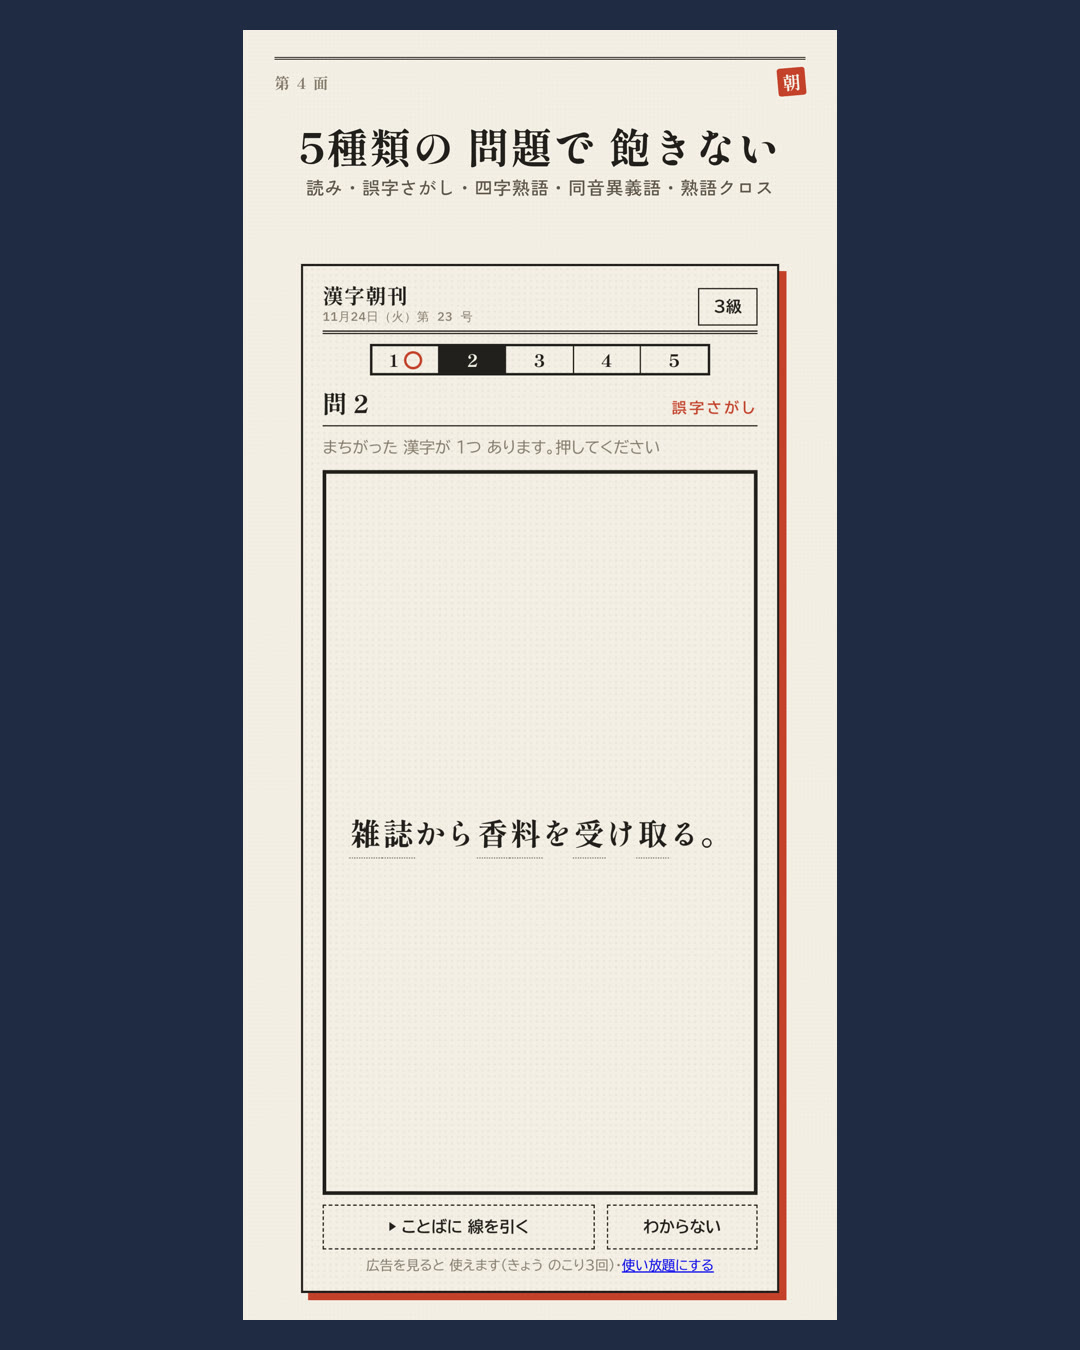 第 4 面
朝
5種類の 問題で 飽きない
読み・誤字さがし・四字熟語・同音異義語・熟語クロス
漢字朝刊
11月24日（火）第 23 号
3級
1 2 3 4 5
問 2
誤字さがし
まちがった 漢字が 1つ あります。押してください
雑誌から香料を受け取る。
▶ ことばに 線を引く
わからない
広告を見ると 使えます（きょう のこり3回）・使い放題にする